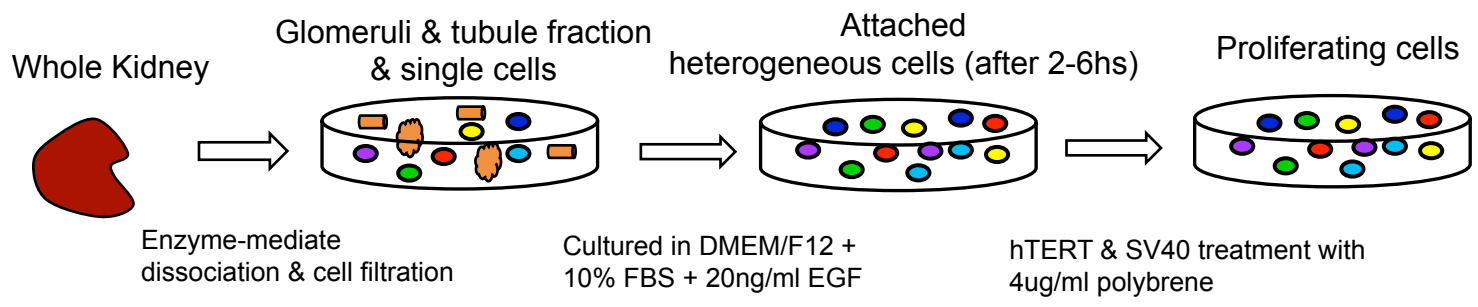 Whole Kidney
Glomeruli & tubule fraction
& single cells
Attached
heterogeneous cells (after 2-6hs)
Proliferating cells
Enzyme-mediate
dissociation & cell filtration
Cultured in DMEM/F12 +
10% FBS + 20ng/ml EGF
hTERT & SV40 treatment with
4ug/ml polybrene